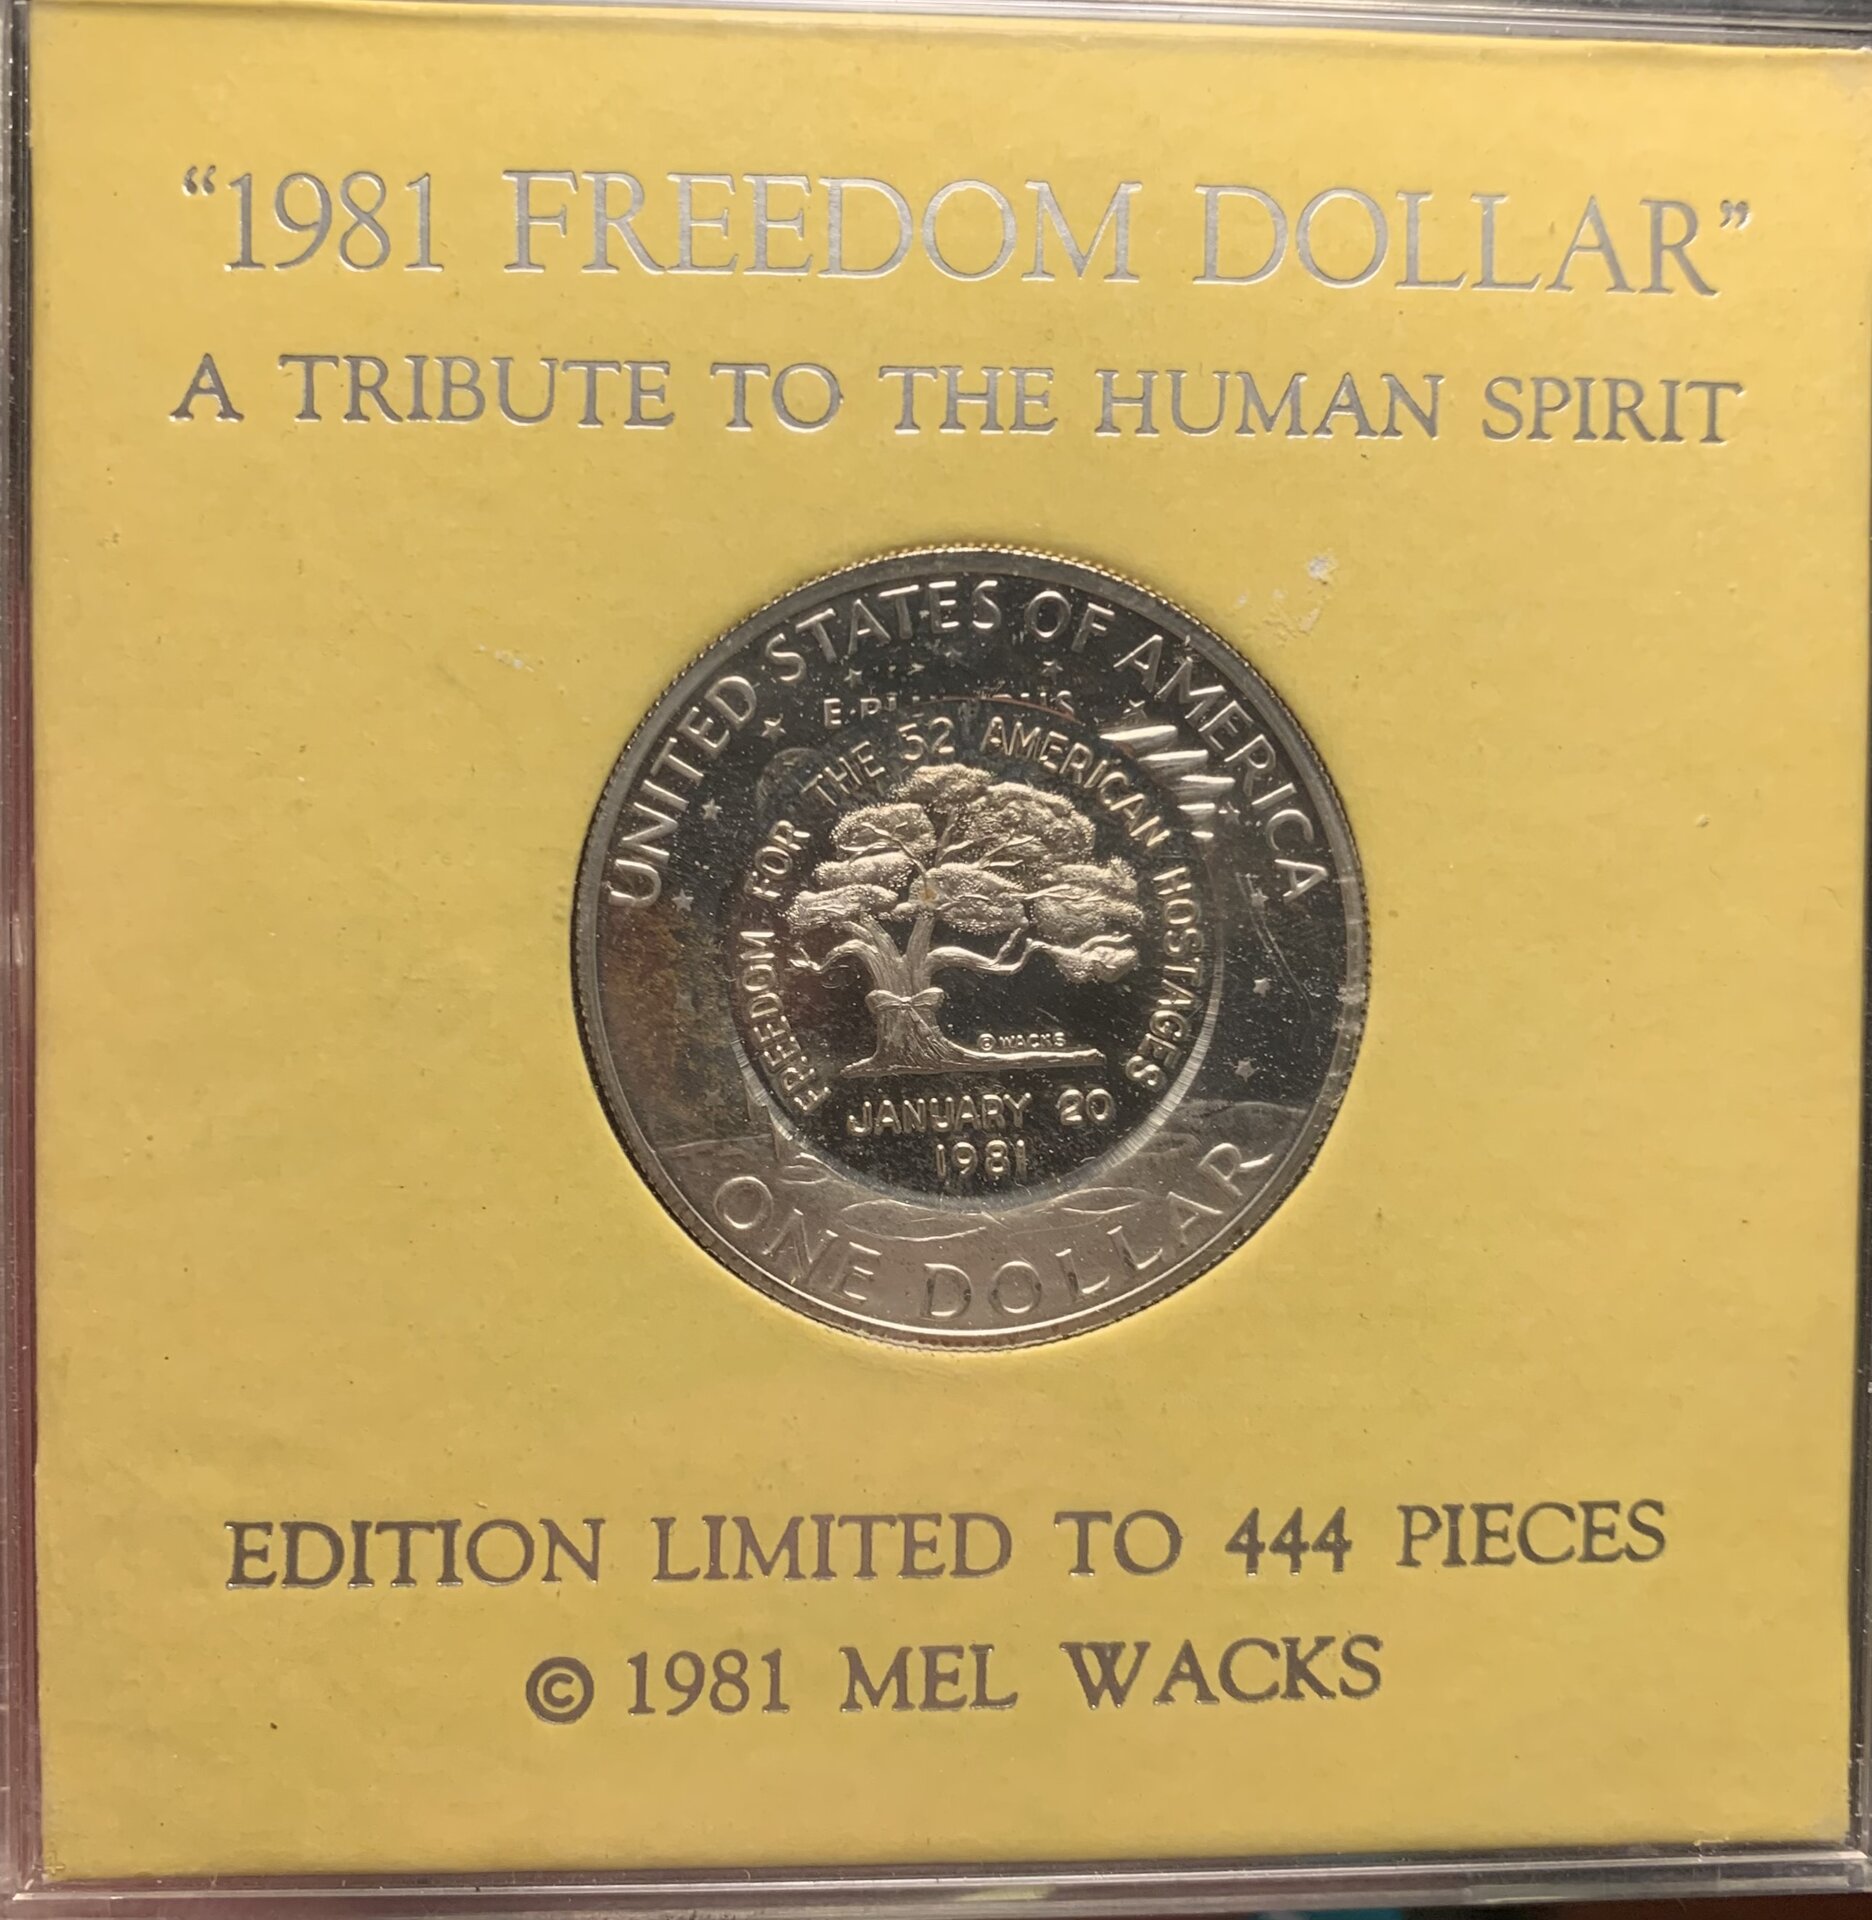 “1981 FREEDOM DOLLAR”
A TRIBUTE TO THE HUMAN SPIRIT
UNITED STATES OF AMERICA
FREEDOM FOR THE 52 AMERICAN HOSTAGES
© WACKS
JANUARY 20
1981
ONE DOLLAR
EDITION LIMITED TO 444 PIECES
© 1981 MEL WACKS